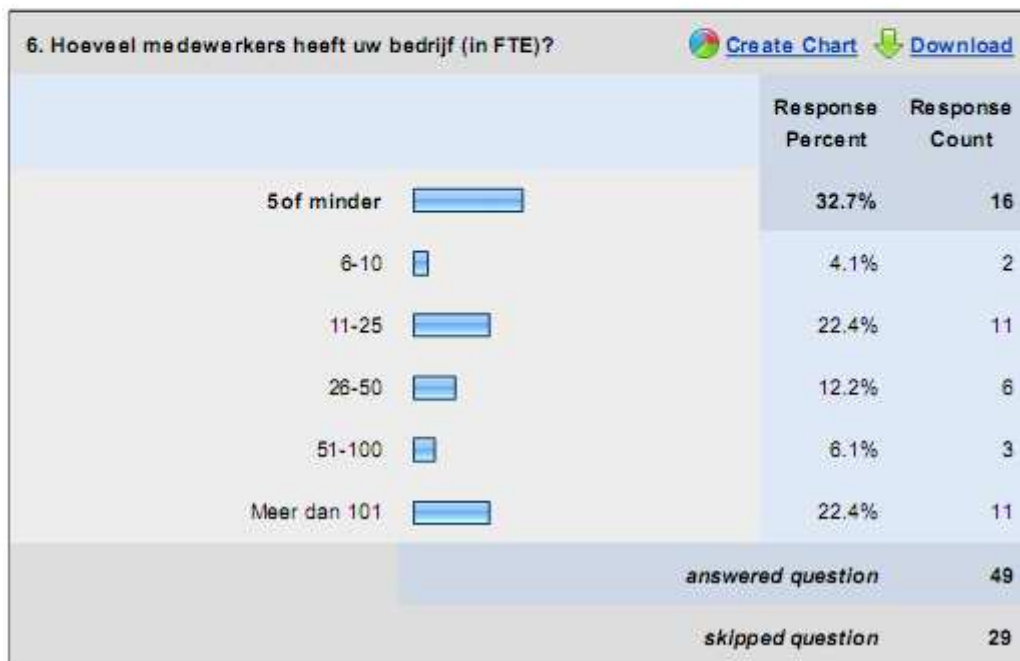 6. Hoeveel medewerkers heeft uw bedrijf (in FTE)? Create Chart Download
Response Percent Response Count
5 of minder 32.7% 16
6-10 4.1% 2
11-25 22.4% 11
26-50 12.2% 6
51-100 6.1% 3
Meer dan 101 22.4% 11
answered question 49
skipped question 29